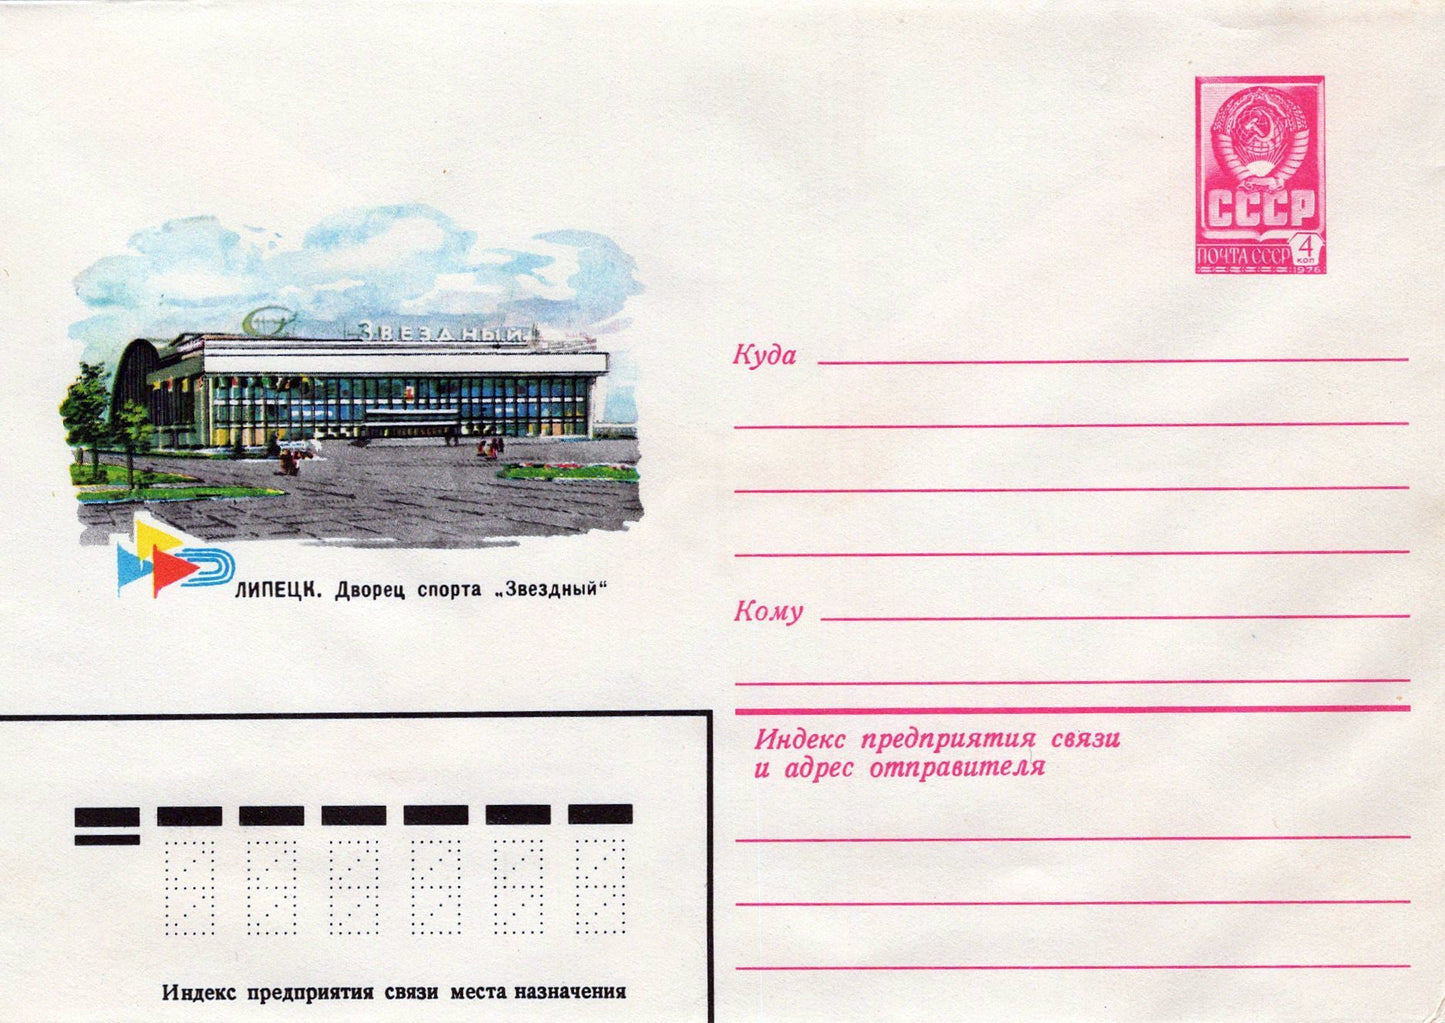 СССР
ПОЧТА СССР
4
коп
1976
Звездный
ЛИПЕЦК. Дворец спорта „Звездный“
Куда
Кому
Индекс предприятия связи
и адрес отправителя
Индекс предприятия связи места назначения